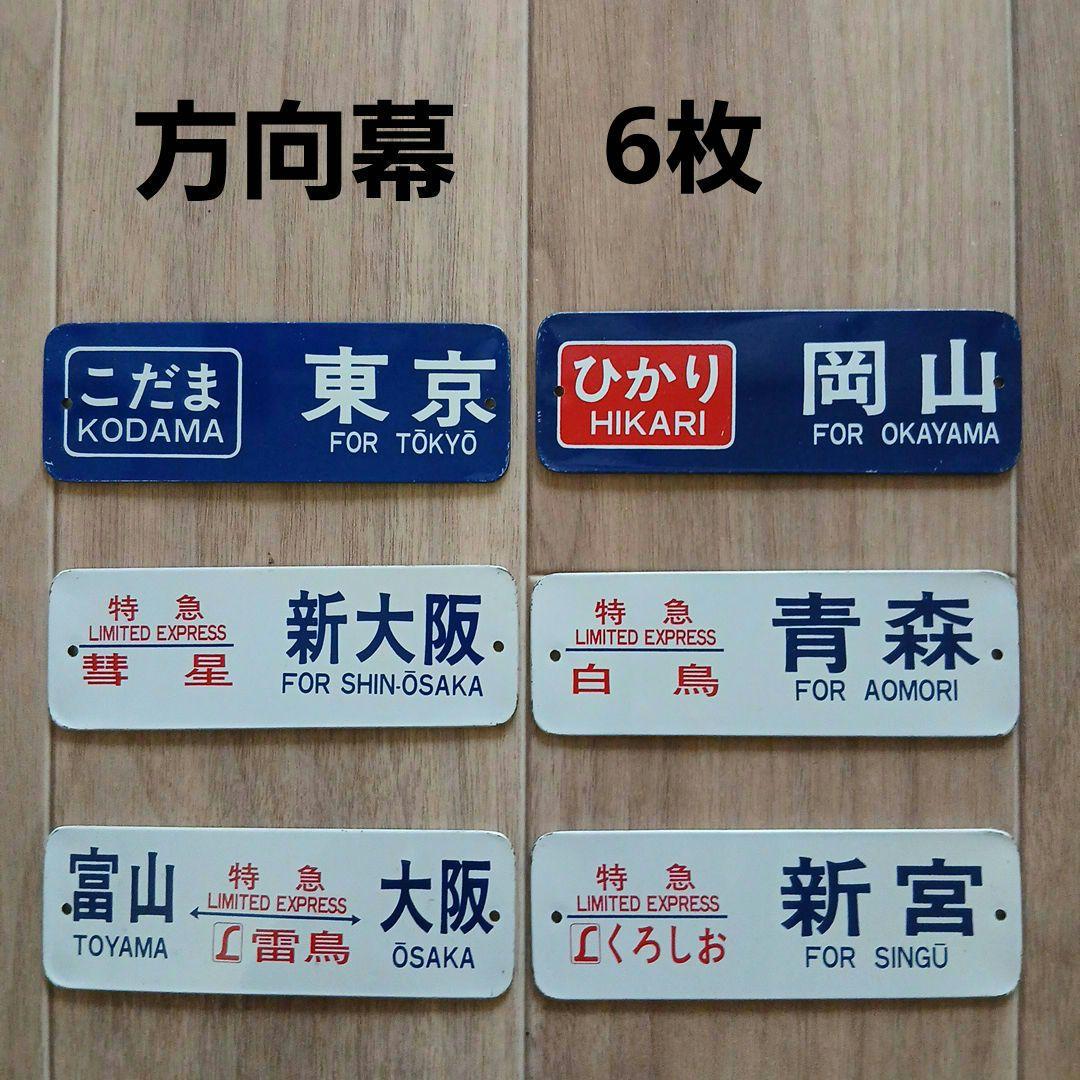 方向幕 6枚
こだま
KODAMA
東京
FOR TŌKYŌ
ひかり
HIKARI
岡山
FOR OKAYAMA
特急
LIMITED EXPRESS
彗星
新大阪
FOR SHIN-ŌSAKA
特急
LIMITED EXPRESS
白鳥
青森
FOR AOMORI
富山
TOYAMA
特急
LIMITED EXPRESS
L雷鳥
大阪
ŌSAKA
特急
LIMITED EXPRESS
Lくろしお
新宮
FOR SINGŪ